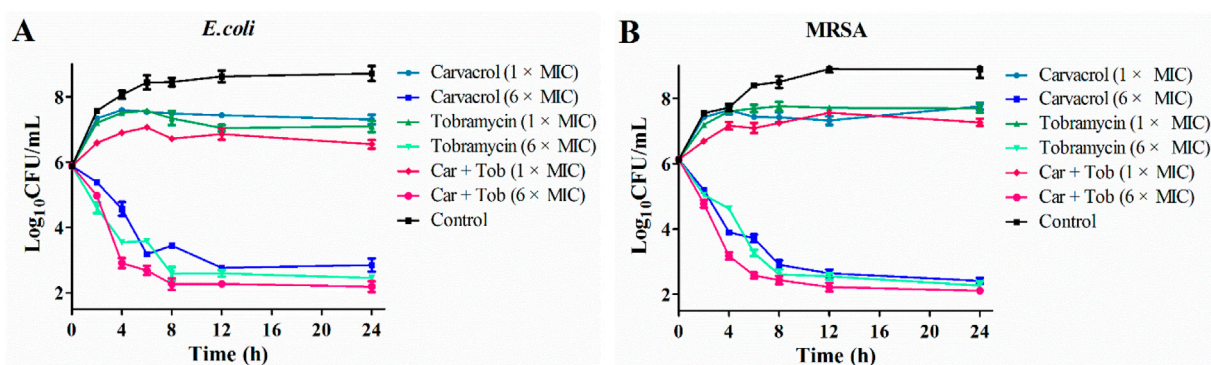 A
E.coli
Log10CFU/mL
8
6
4
2
0
4
8
12
16
20
24
Time (h)
Carvacrol (1 × MIC)
Carvacrol (6 × MIC)
Tobramycin (1 × MIC)
Tobramycin (6 × MIC)
Car + Tob (1 × MIC)
Car + Tob (6 × MIC)
Control
B
MRSA
Log10CFU/mL
8
6
4
2
0
4
8
12
16
20
24
Time (h)
Carvacrol (1 × MIC)
Carvacrol (6 × MIC)
Tobramycin (1 × MIC)
Tobramycin (6 × MIC)
Car + Tob (1 × MIC)
Car + Tob (6 × MIC)
Control